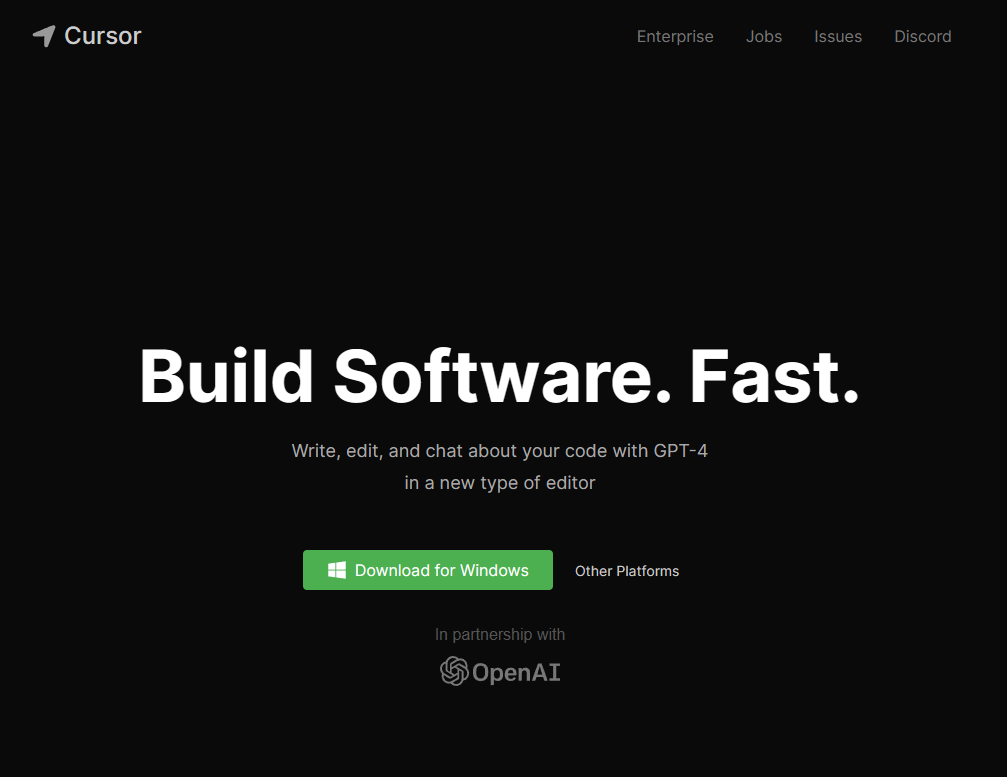 Cursor
Enterprise
Jobs
Issues
Discord
Build Software. Fast.
Write, edit, and chat about your code with GPT-4
in a new type of editor
Download for Windows
Other Platforms
In partnership with
OpenAI